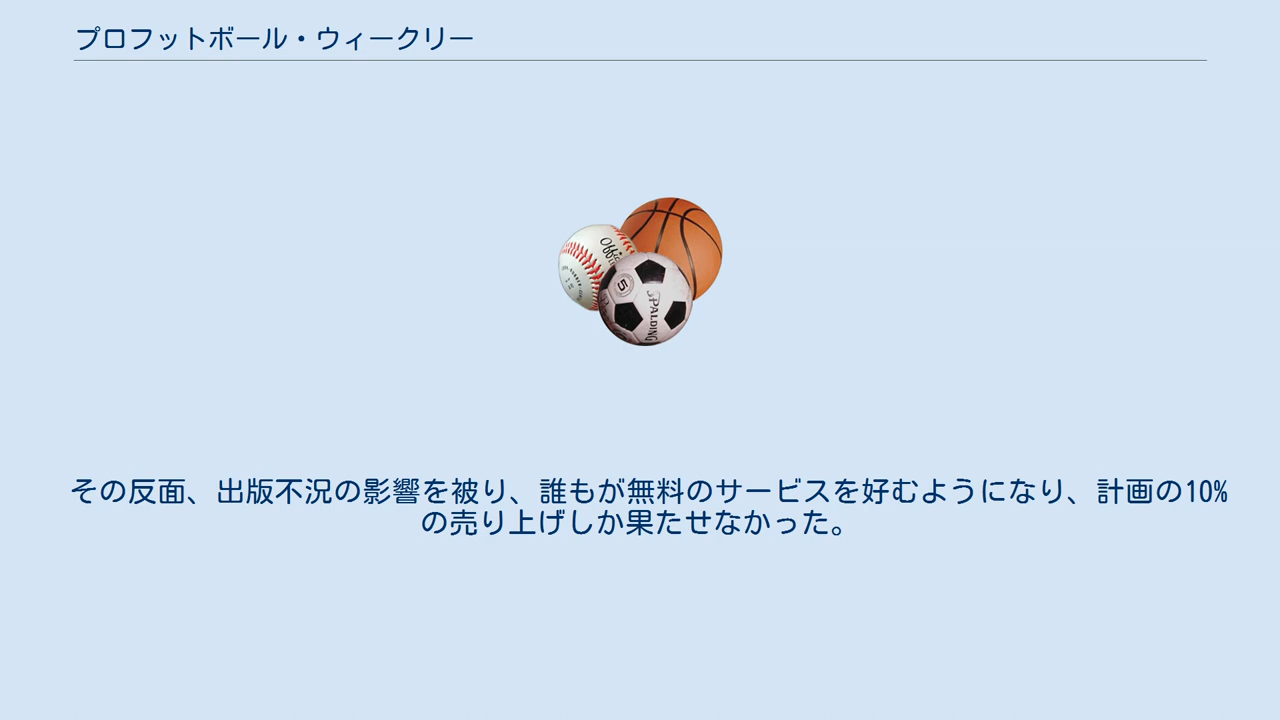 プロフットボール・ウィークリー
SPALDING
5
その反面、出版不況の影響を被り、誰もが無料のサービスを好むようになり、計画の10%
の売り上げしか果たせなかった。